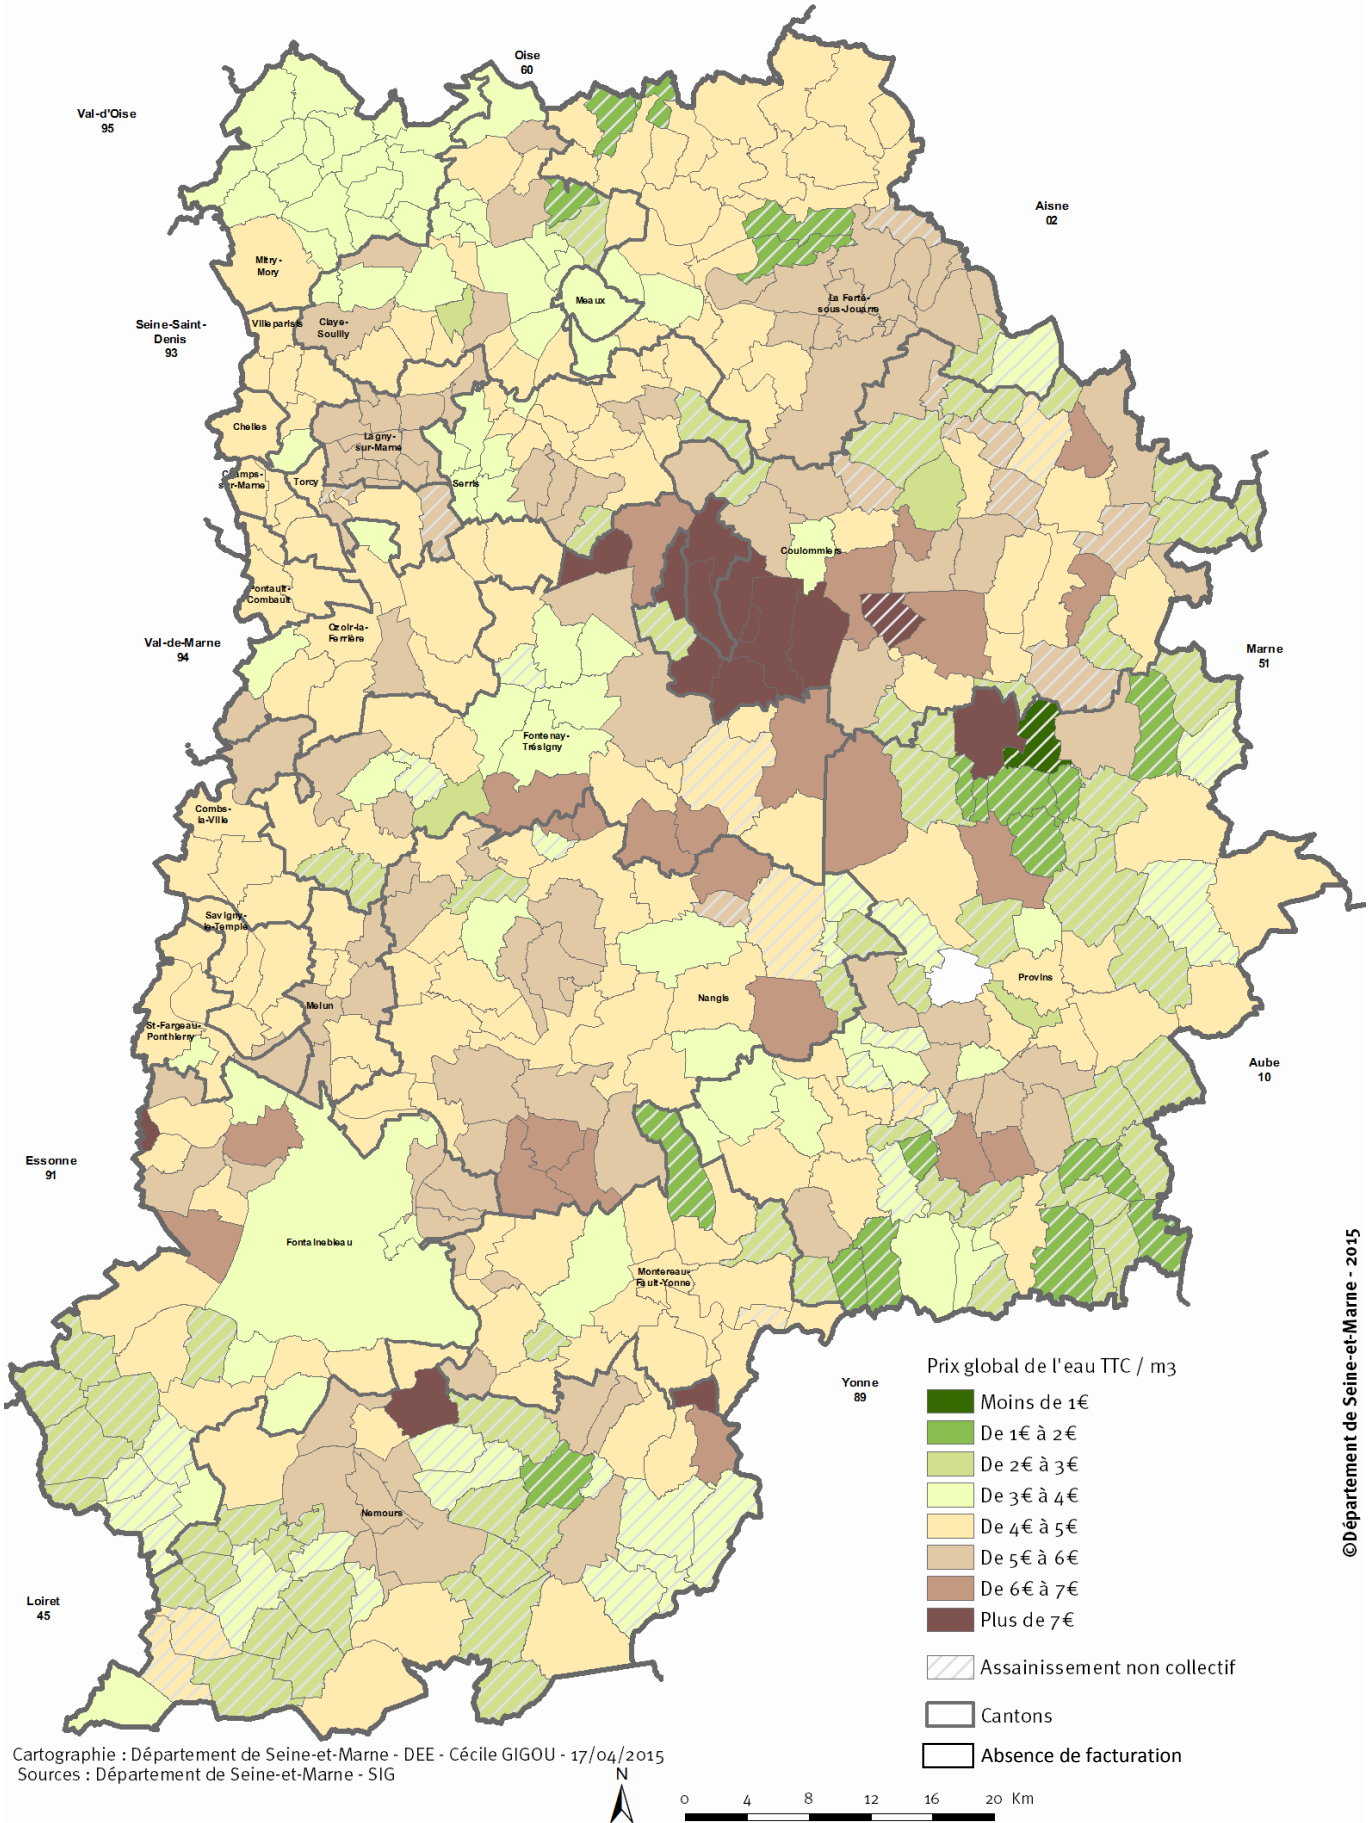 Oise
60
Val-d'Oise
95
Aisne
02
Mitry-
Mory
Meaux
La Ferté-
sous-Jouarre
Seine-Saint-
Denis
93
Villeparisis
Claye-
Souilly
Chelles
Lagny-
sur-Marne
Champs-
sur-Marne
Torcy
Serris
Coulommiers
Pontault-
Combault
Ozoir-la-
Ferrière
Val-de-Marne
94
Marne
51
Fontenay-
Trésigny
Combs-
la-Ville
Savigny-
le-Temple
Provins
Nangis
Melun
St-Fargeau-
Ponthierry
Aube
10
Essonne
91
Fontainebleau
Montereau-
Fault-Yonne
Yonne
89
Nemours
Loiret
45
Prix global de l'eau TTC / m3
Moins de 1€
De 1€ à 2€
De 2€ à 3€
De 3€ à 4€
De 4€ à 5€
De 5€ à 6€
De 6€ à 7€
Plus de 7€
Assainissement non collectif
Cantons
Absence de facturation
©Département de Seine-et-Marne - 2015
Cartographie : Département de Seine-et-Marne - DEE - Cécile GIGOU - 17/04/2015
Sources : Département de Seine-et-Marne - SIG
N
0 4 8 12 16 20 Km